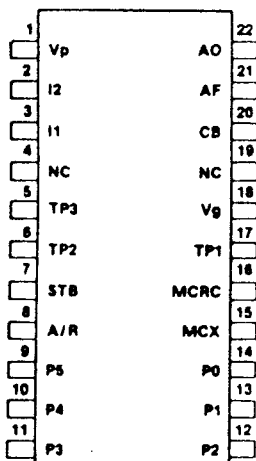 1 22
Vp AO
2 21
I2 AF
3 20
I1 CB
4 19
NC NC
5 18
TP3 Vg
6 17
TP2 TP1
7 16
STB MCRC
8 15
A/R MCX
9 14
P5 P0
10 13
P4 P1
11 12
P3 P2